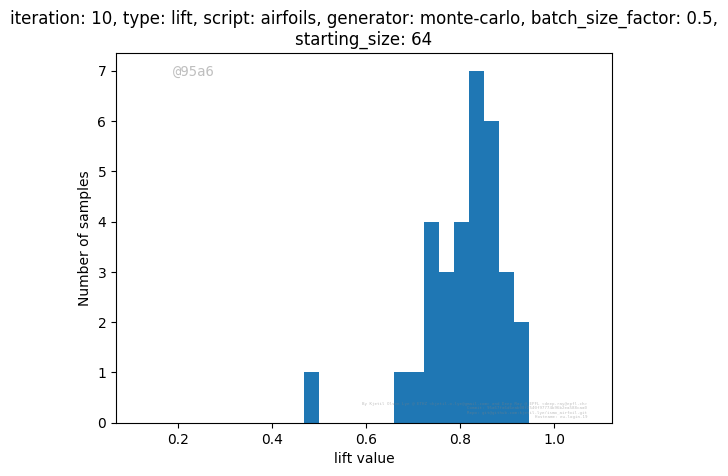 iteration: 10, type: lift, script: airfoils, generator: monte-carlo, batch_size_factor: 0.5,
starting_size: 64
@95a6
7
6
5
4
3
2
1
0
Number of samples
0.2 0.4 0.6 0.8 1.0
lift value